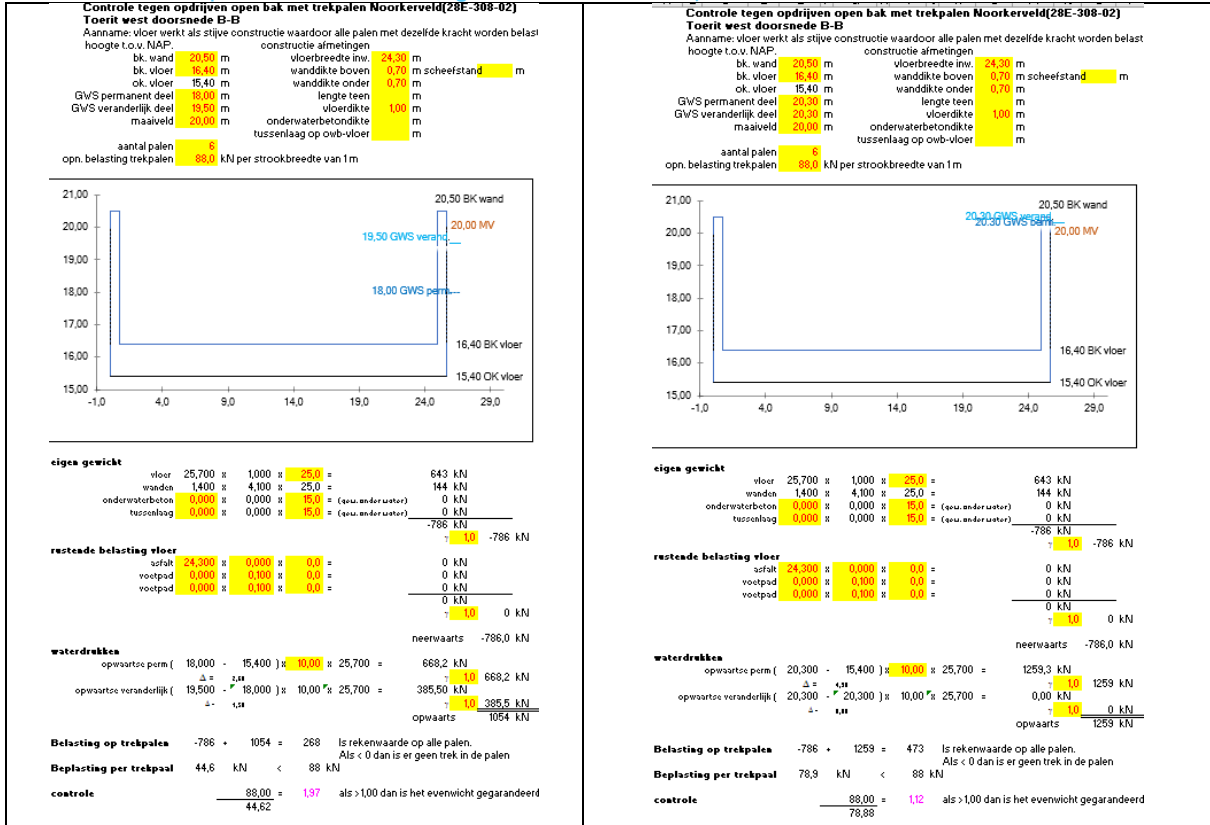 Controle tegen opdrijven open bak met trekpalen Noorkerveld(28E-308-02)
Toerit west doorsnede B-B
Aanname: vloer werkt als stijve constructie waardoor alle palen met dezelfde kracht worden belast
hoogte t.o.v. NAP. constructie afmetingen
bk. wand 20,50 m vloerbreedte inw. 24,30 m
bk. vloer 16,40 m wanddikte boven 0,70 m scheefstand m
ok. vloer 15,40 m wanddikte onder 0,70 m
GWS permanent deel 18,00 m lengte teen m
GWS veranderlijk deel 19,50 m vloerdikte 1,00 m
maaiveld 20,00 m onderwaterbetondikte m
tussenlaag op owb-vloer m
aantal palen 6
opn. belasting trekpalen 88,0 kN per strookbreedte van 1 m
21,00
20,00
19,00
18,00
17,00
16,00
15,00
20,50 BK wand
20,00 MV
19,50 GWS verand.
18,00 GWS perm.
16,40 BK vloer
15,40 OK vloer
-1,0 4,0 9,0 14,0 19,0 24,0 29,0
eigen gewicht
vloer 25,700 x 1,000 x 25,0 = 643 kN
wanden 1,400 x 4,100 x 25,0 = 144 kN
onderwaterbeton 0,000 x 0,000 x 15,0 = (gew. onder water) 0 kN
tussenlaag 0,000 x 0,000 x 15,0 = (gew. onder water) 0 kN
-786 kN
γ 1,0 -786 kN
rustende belasting vloer
asfalt 24,300 x 0,000 x 0,0 = 0 kN
voetpad 0,000 x 0,100 x 0,0 = 0 kN
voetpad 0,000 x 0,100 x 0,0 = 0 kN
0 kN
γ 1,0 0 kN
neerwaarts -786,0 kN
waterdrukken
opwaartse perm ( 18,000 - 15,400 ) x 10,00 x 25,700 = 668,2 kN
Δ = 2,60 γ 1,0 668,2 kN
opwaartse veranderlijk ( 19,500 - 18,000 ) x 10,00 x 25,700 = 385,50 kN
Δ- 1,50 γ 1,0 385,5 kN
opwaarts 1054 kN
Belasting op trekpalen -786 + 1054 = 268 Is rekenwaarde op alle palen.
Als < 0 dan is er geen trek in de palen
Beplasting per trekpaal 44,6 kN < 88 kN
controle 88,00 = 1,97 als >1,00 dan is het evenwicht gegarandeerd
44,62
Controle tegen opdrijven open bak met trekpalen Noorkerveld(28E-308-02)
Toerit west doorsnede B-B
Aanname: vloer werkt als stijve constructie waardoor alle palen met dezelfde kracht worden belast
hoogte t.o.v. NAP. constructie afmetingen
bk. wand 20,50 m vloerbreedte inw. 24,30 m
bk. vloer 16,40 m wanddikte boven 0,70 m scheefstand m
ok. vloer 15,40 m wanddikte onder 0,70 m
GWS permanent deel 20,30 m lengte teen m
GWS veranderlijk deel 20,30 m vloerdikte 1,00 m
maaiveld 20,00 m onderwaterbetondikte m
tussenlaag op owb-vloer m
aantal palen 6
opn. belasting trekpalen 88,0 kN per strookbreedte van 1 m
21,00
20,00
19,00
18,00
17,00
16,00
15,00
20,50 BK wand
20,30 GWS verand.
20,30 GWS perm.
20,00 MV
16,40 BK vloer
15,40 OK vloer
-1,0 4,0 9,0 14,0 19,0 24,0 29,0
eigen gewicht
vloer 25,700 x 1,000 x 25,0 = 643 kN
wanden 1,400 x 4,100 x 25,0 = 144 kN
onderwaterbeton 0,000 x 0,000 x 15,0 = (gew. onder water) 0 kN
tussenlaag 0,000 x 0,000 x 15,0 = (gew. onder water) 0 kN
-786 kN
γ 1,0 -786 kN
rustende belasting vloer
asfalt 24,300 x 0,000 x 0,0 = 0 kN
voetpad 0,000 x 0,100 x 0,0 = 0 kN
voetpad 0,000 x 0,100 x 0,0 = 0 kN
0 kN
γ 1,0 0 kN
neerwaarts -786,0 kN
waterdrukken
opwaartse perm ( 20,300 - 15,400 ) x 10,00 x 25,700 = 1259,3 kN
Δ = 4,90 γ 1,0 1259 kN
opwaartse veranderlijk ( 20,300 - 20,300 ) x 10,00 x 25,700 = 0,00 kN
Δ- 0,00 γ 1,0 0 kN
opwaarts 1259 kN
Belasting op trekpalen -786 + 1259 = 473 Is rekenwaarde op alle palen.
Als < 0 dan is er geen trek in de palen
Beplasting per trekpaal 78,9 kN < 88 kN
controle 88,00 = 1,12 als >1,00 dan is het evenwicht gegarandeerd
78,88